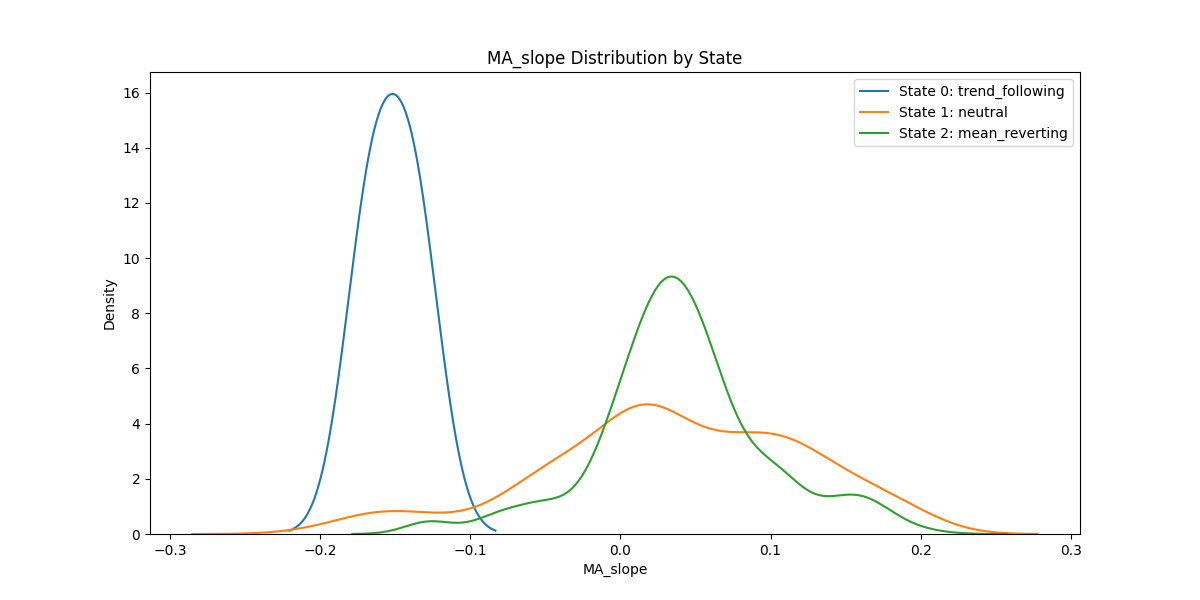 MA_slope Distribution by State
State 0: trend_following
State 1: neutral
State 2: mean_reverting
Density
16
14
12
10
8
6
4
2
0
−0.3 −0.2 −0.1 0.0 0.1 0.2 0.3
MA_slope